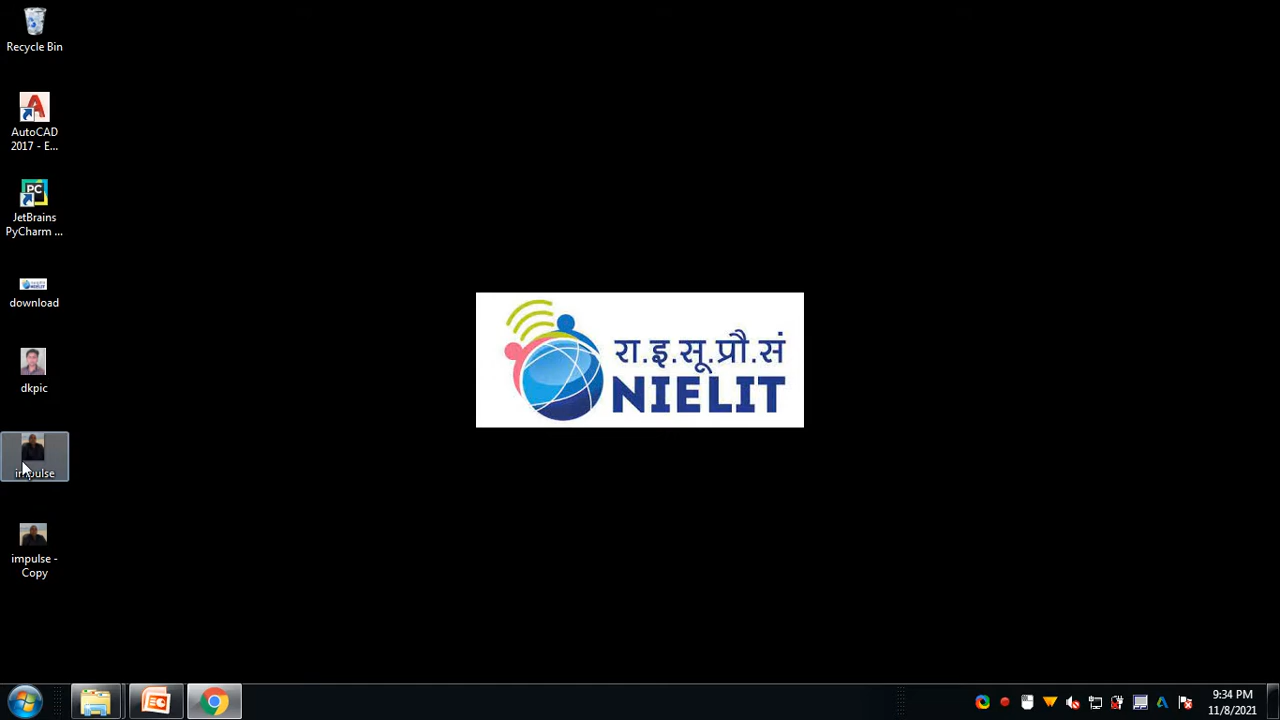 Recycle Bin
AutoCAD
2017 - E...
JetBrains
PyCharm ...
download
dkpic
impulse
impulse -
Copy
रा.इ.सू.प्रौ.सं
NIELIT
9:34 PM
11/8/2021